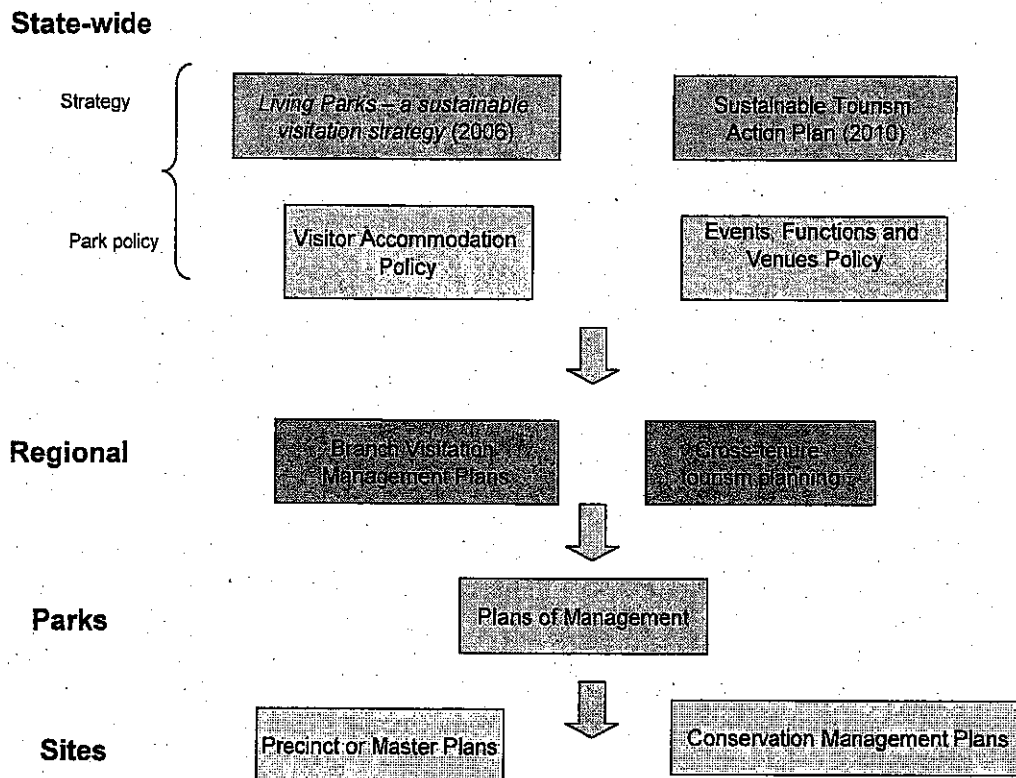 State-wide
Strategy
Living Parks – a sustainable
visitation strategy (2006)
Sustainable Tourism
Action Plan (2010)
Park policy
Visitor Accommodation
Policy
Events, Functions and
Venues Policy
Regional
Branch Visitation
Management Plans
Cross-tenure
tourism planning
Parks
Plans of Management
Sites
Precinct or Master Plans
Conservation Management Plans